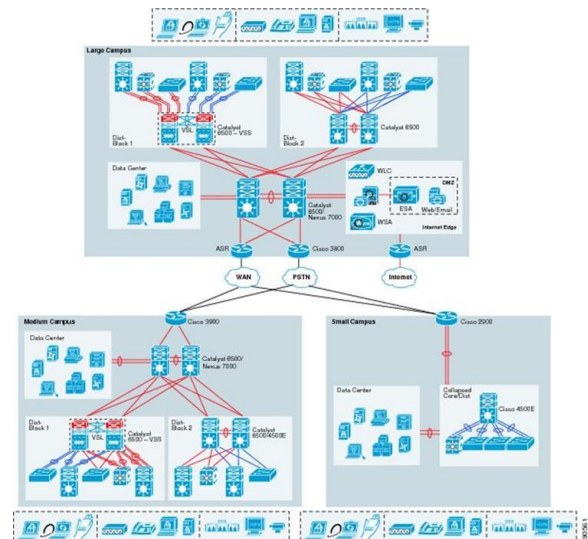 Large Campus
VSL
Catalyst
6500 – VSS
Dist-
Block 1
Catalyst 6500
Dist-
Block 2
Data Center
Catalyst
6500/
Nexus 7000
WLC
DMZ
ESA
Web/Email
WSA
Internet Edge
ASR
Cisco 3800
ASR
WAN
PSTN
Internet
Medium Campus
Cisco 3900
Data Center
Catalyst 6500/
Nexus 7000
Dist-
Block 1
VSL
Catalyst
6500 – VSS
Dist-
Block 2
Catalyst
6500/4500E
Small Campus
Cisco 2900
Data Center
Collapsed
Core/Dist
Cisco 4500E